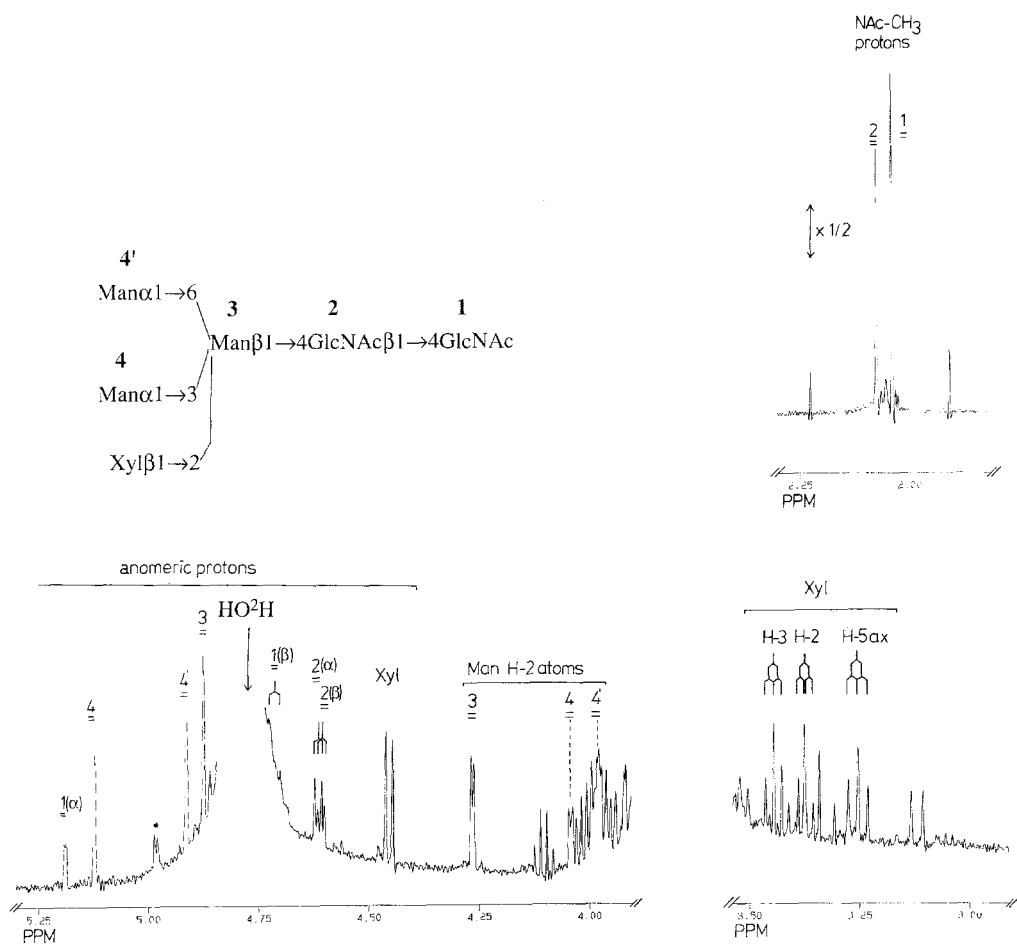 NAc-CH3
protons
2
1
x 1/2
2.25
2.00
PPM
4'
Manα1→6
3
2
1
Manβ1→4GlcNAcβ1→4GlcNAc
4
Manα1→3
Xylβ1→2
anomeric protons
HO²H
3
4'
4
1(α)
*
1(β)
2(α)
2(β)
Xyl
Man H-2 atoms
3
4
4'
5.25
5.00
4.75
4.50
4.25
4.00
PPM
Xyl
H-3
H-2
H-5ax
3.50
3.25
3.00
PPM